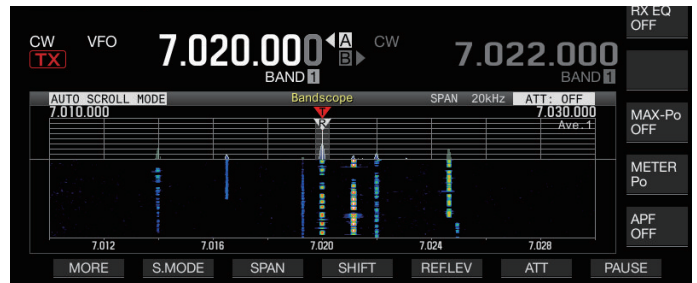 RX EQ
OFF
CW VFO 7.020.000 A CW 7.022.000
TX B
BAND 1 BAND 1
AUTO SCROLL MODE Bandscope SPAN 20kHz ATT: OFF
7.010.000 T 7.030.000
R Ave.1
MAX-Po
OFF
METER
Po
APF
OFF
7.012 7.016 7.020 7.024 7.028
MORE S.MODE SPAN SHIFT REF.LEV ATT PAUSE